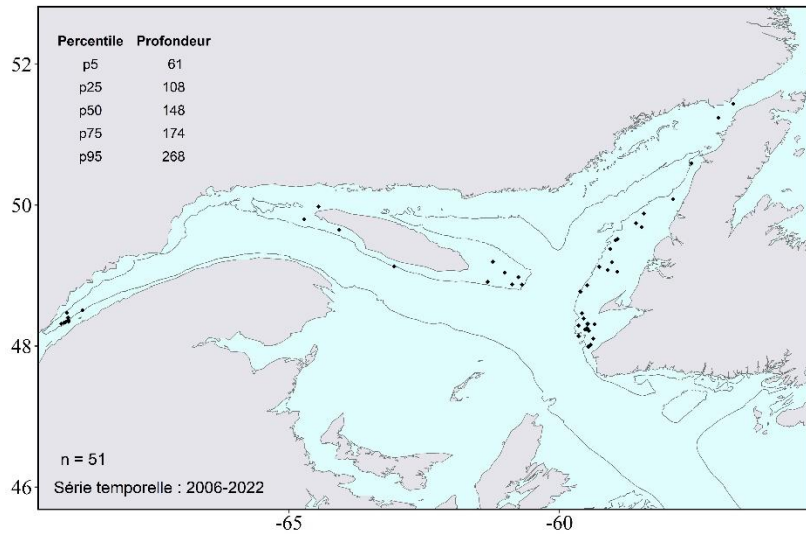 Percentile Profondeur
p5 61
p25 108
p50 148
p75 174
p95 268
52
50
48
46
n = 51
Série temporelle : 2006-2022
-65 -60